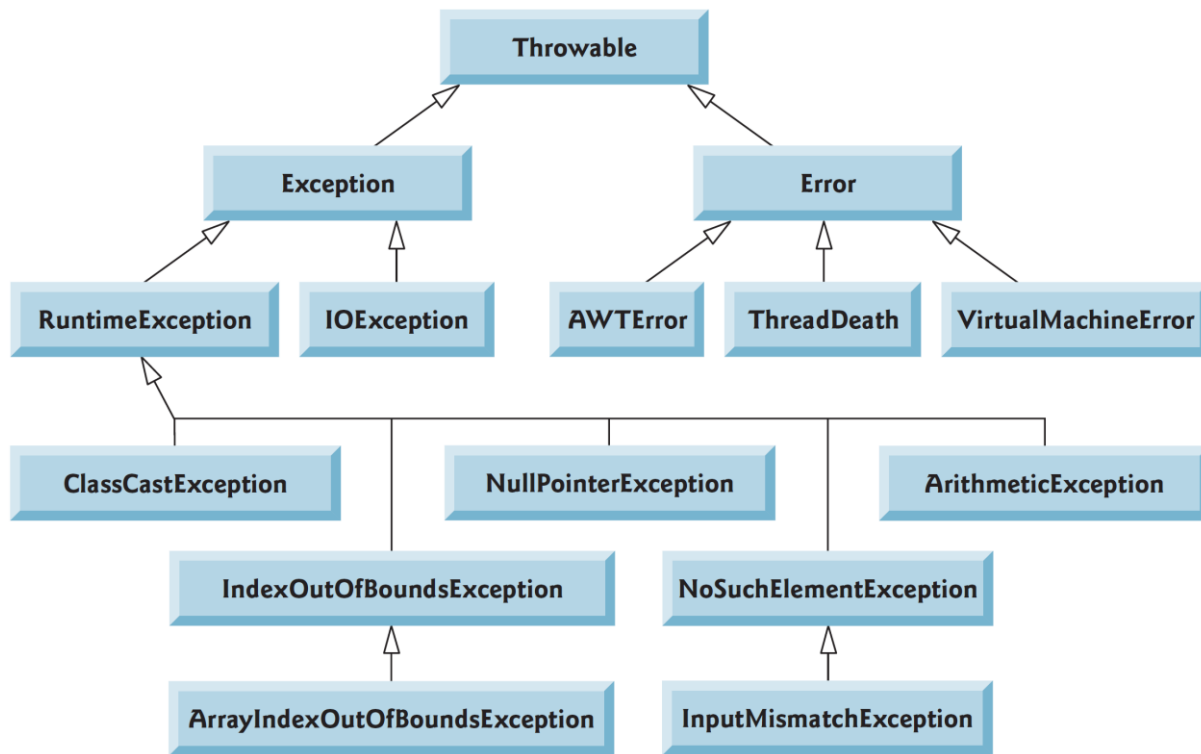 Throwable
Exception
Error
RuntimeException
IOException
AWTError
ThreadDeath
VirtualMachineError
ClassCastException
NullPointerException
ArithmeticException
IndexOutOfBoundsException
NoSuchElementException
ArrayIndexOutOfBoundsException
InputMismatchException